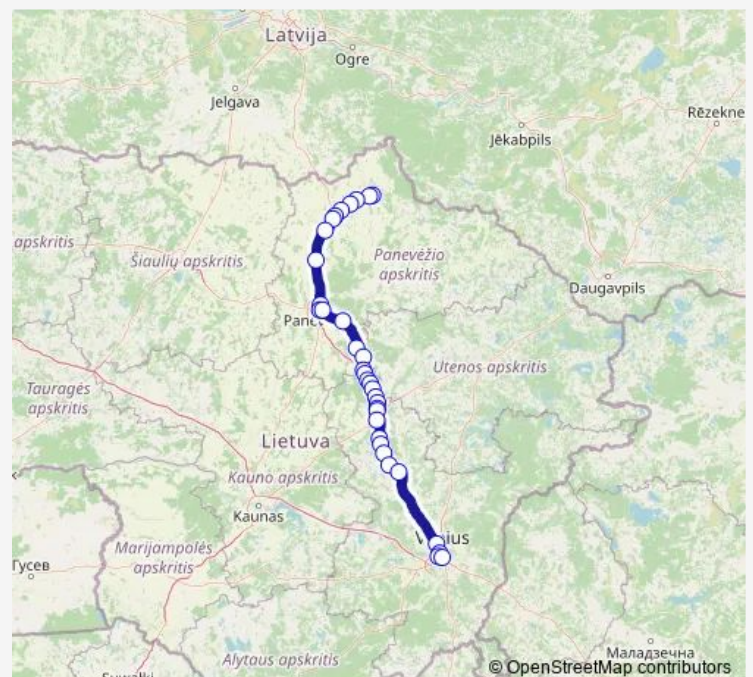 Latvija
Ogre
Jelgava
Rēzekne
Jēkabpils
apskritis
Šiaulių apskritis
Panevėžio
apskritis
Daugavpils
Utenos apskritis
Tauragės
apskritis
Lietuva
Kauno apskritis
Kaunas
Marijampolės
apskritis
Гусев
Маладзечна
Alytaus apskritis
© OpenStreetMap contributors